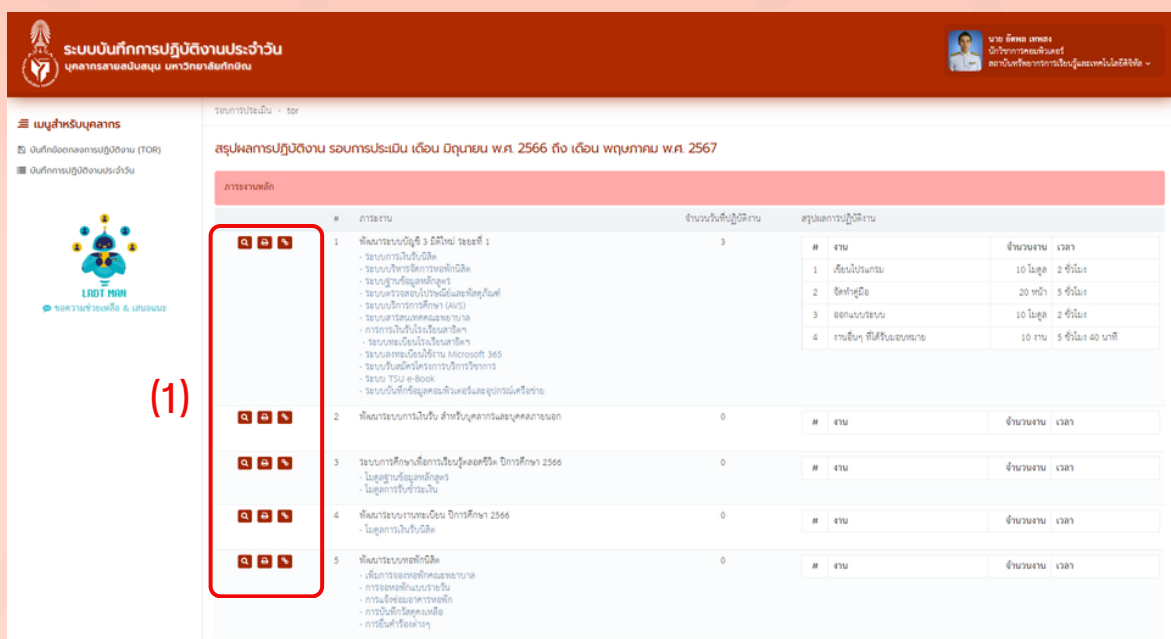 ระบบบันทึกการปฏิบัติงานประจำวัน
บุคลากรสายสนับสนุน มหาวิทยาลัยทักษิณ
นักวิชาการคอมพิวเตอร์
สถาบันทรัพยากรการเรียนรู้และเทคโนโลยีดิจิทัล
เมนูสำหรับบุคลากร
บันทึกข้อตกลงการปฏิบัติงาน (TOR)
บันทึกการปฏิบัติงานประจำวัน
LRDT MAN
ขอความช่วยเหลือ & เสนอแนะ
รอบการประเมิน - tor
สรุปผลการปฏิบัติงาน รอบการประเมิน เดือน มิถุนายน พ.ศ. 2566 ถึง เดือน พฤษภาคม พ.ศ. 2567
ภาระงานหลัก
# ภาระงาน จำนวนวันที่ปฏิบัติงาน สรุปผลการปฏิบัติงาน
1 พัฒนาระบบบัญชี 3 มิติใหม่ ระยะที่ 1 3
- ระบบการเงินรับนิสิต
- ระบบบริหารจัดการหอพักนิสิต
- ระบบฐานข้อมูลหลักสูตร
- ระบบตรวจสอบไปรษณีย์และพัสดุภัณฑ์
- ระบบบริการการศึกษา (AVS)
- ระบบสารสนเทศคณะพยาบาล
- การการเงินรับโรงเรียนสาธิตฯ
- ระบบทะเบียนโรงเรียนสาธิตฯ
- ระบบลงทะเบียนใช้งาน Microsoft 365
- ระบบรับสมัครโครงการบริการวิชาการ
- ระบบ TSU e-Book
- ระบบบันทึกข้อมูลคอมพิวเตอร์และอุปกรณ์เครือข่าย
# งาน จำนวนงาน เวลา
1 เขียนโปรแกรม 10 โมดูล 2 ชั่วโมง
2 จัดทำคู่มือ 20 หน้า 5 ชั่วโมง
3 ออกแบบระบบ 10 โมดูล 2 ชั่วโมง
4 งานอื่นๆ ที่ได้รับมอบหมาย 10 งาน 5 ชั่วโมง 40 นาที
(1)
2 พัฒนาระบบการเงินรับ สำหรับบุคลากรและบุคคลภายนอก 0
# งาน จำนวนงาน เวลา
3 ระบบการศึกษาเพื่อการเรียนรู้ตลอดชีวิต ปีการศึกษา 2566 0
- โมดูลฐานข้อมูลหลักสูตร
- โมดูลการรับชำระเงิน
# งาน จำนวนงาน เวลา
4 พัฒนาระบบงานทะเบียน ปีการศึกษา 2566 0
- โมดูลการเงินรับนิสิต
# งาน จำนวนงาน เวลา
5 พัฒนาระบบหอพักนิสิต 0
- เพิ่มการจองหอพักคณะพยาบาล
- การจอหอพักแบบรายวัน
- การแจ้งซ่อมอาคารหอพัก
- การบันทึกวัสดุคงเหลือ
- การยื่นคำร้องต่างๆ
# งาน จำนวนงาน เวลา